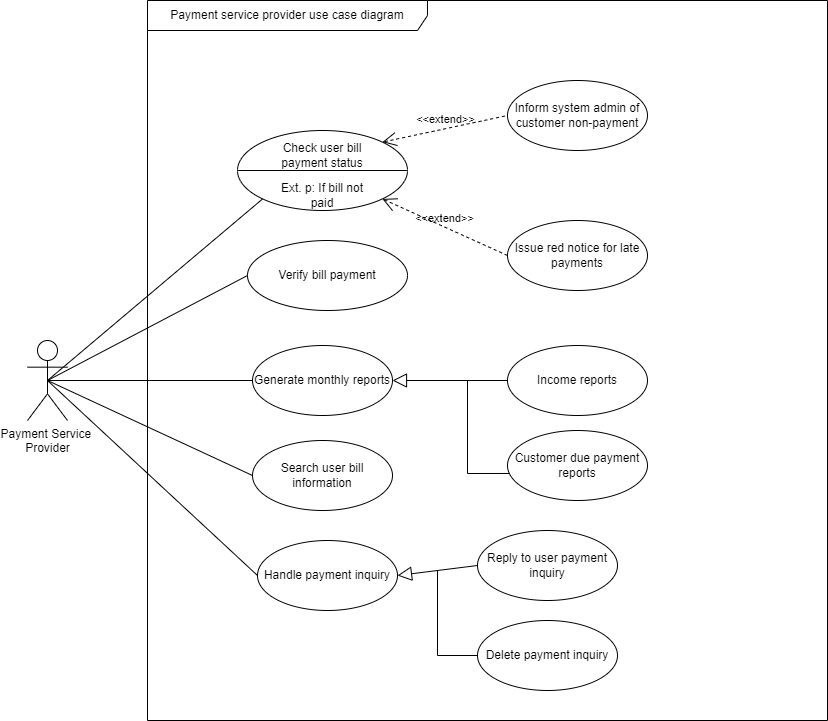 Payment service provider use case diagram
Inform system admin of
customer non-payment
<<extend>>
Check user bill
payment status
Ext. p: If bill not
paid
<<extend>>
Issue red notice for late
payments
Verify bill payment
Generate monthly reports
Income reports
Payment Service
Provider
Customer due payment
reports
Search user bill
information
Reply to user payment
inquiry
Handle payment inquiry
Delete payment inquiry